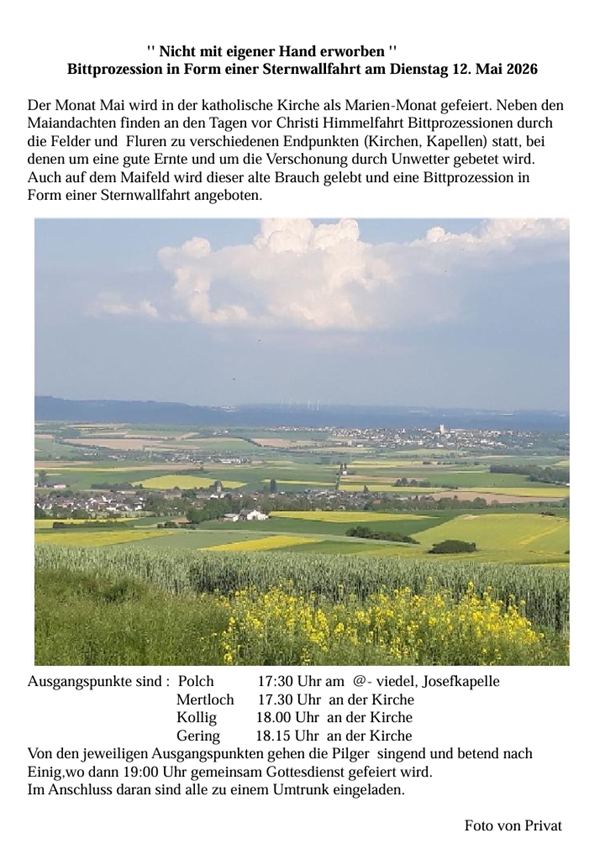 '' Nicht mit eigener Hand erworben ''
Bittprozession in Form einer Sternwallfahrt am Dienstag 12. Mai 2026
Der Monat Mai wird in der katholische Kirche als Marien-Monat gefeiert. Neben den
Maiandachten finden an den Tagen vor Christi Himmelfahrt Bittprozessionen durch
die Felder und Fluren zu verschiedenen Endpunkten (Kirchen, Kapellen) statt, bei
denen um eine gute Ernte und um die Verschonung durch Unwetter gebetet wird.
Auch auf dem Maifeld wird dieser alte Brauch gelebt und eine Bittprozession in
Form einer Sternwallfahrt angeboten.
Ausgangspunkte sind : Polch 17:30 Uhr am @- viedel, Josefkapelle
Mertloch 17.30 Uhr an der Kirche
Kollig 18.00 Uhr an der Kirche
Gering 18.15 Uhr an der Kirche
Von den jeweiligen Ausgangspunkten gehen die Pilger singend und betend nach
Einig,wo dann 19:00 Uhr gemeinsam Gottesdienst gefeiert wird.
Im Anschluss daran sind alle zu einem Umtrunk eingeladen.
Foto von Privat